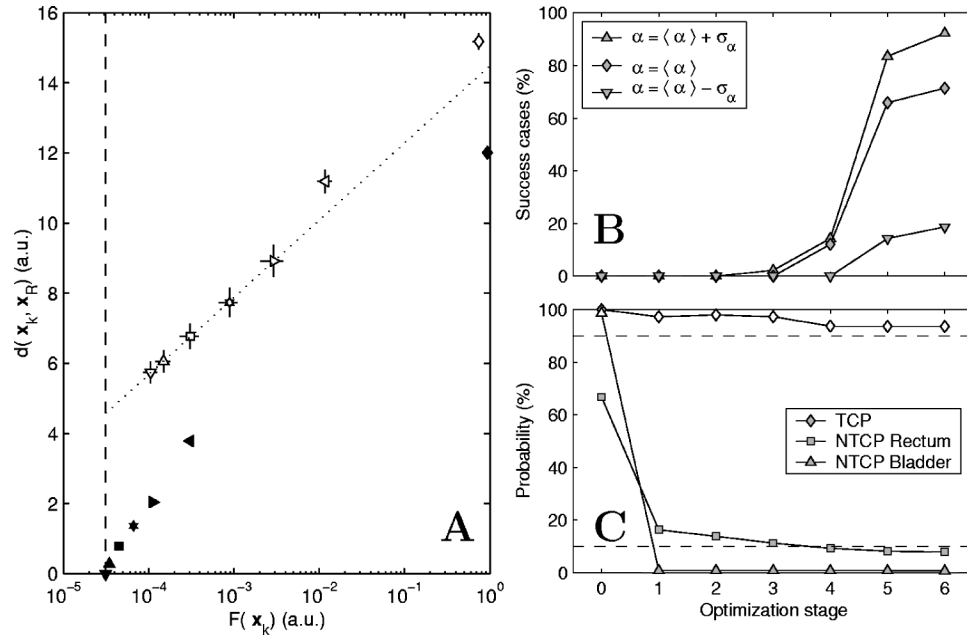 16
14
12
10
8
6
4
2
0
d( x_k, x_R) (a.u.)
10^−5
10^−4
10^−3
10^−2
10^−1
10^0
F( x_k) (a.u.)
A
100
80
60
40
20
0
Success cases (%)
α = ⟨ α ⟩ + σ_α
α = ⟨ α ⟩
α = ⟨ α ⟩ − σ_α
B
100
80
60
40
20
0
Probability (%)
TCP
NTCP Rectum
NTCP Bladder
C
0 1 2 3 4 5 6
Optimization stage